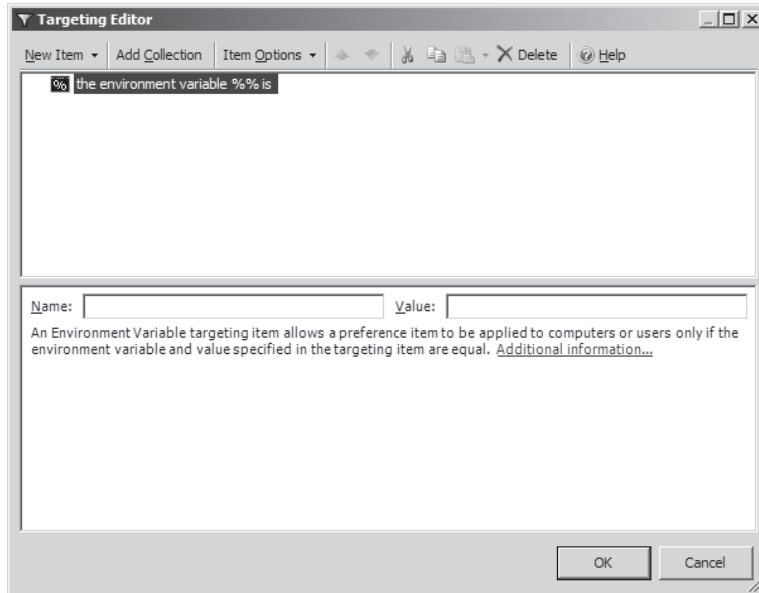 Targeting Editor
New Item Add Collection Item Options Delete Help
% the environment variable %% is
Name: Value:
An Environment Variable targeting item allows a preference item to be applied to computers or users only if the
environment variable and value specified in the targeting item are equal. Additional information...
OK Cancel